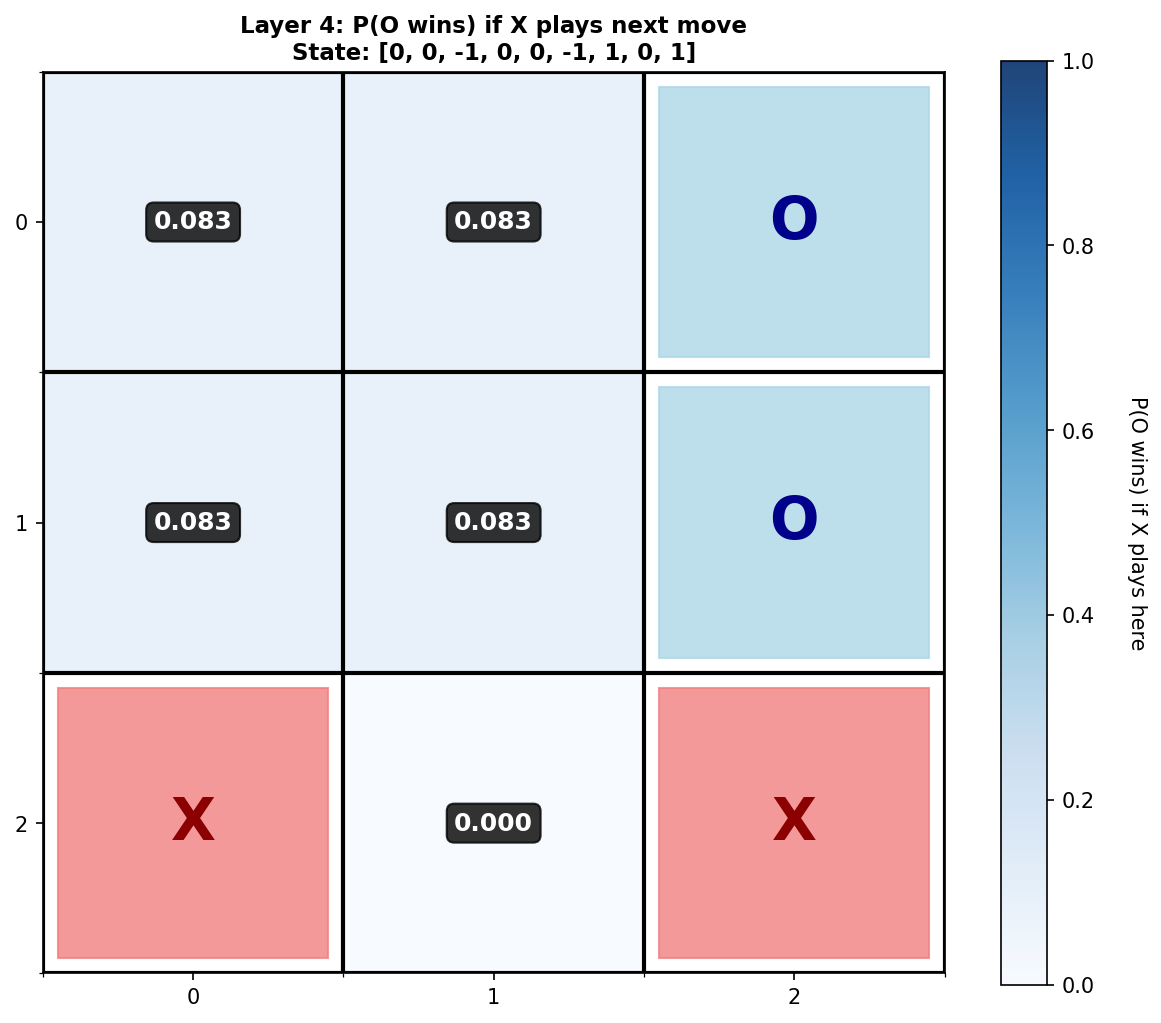 Layer 4: P(O wins) if X plays next move
State: [0, 0, -1, 0, 0, -1, 1, 0, 1]
0
0.083
0.083
O
1
0.083
0.083
O
2
X
0.000
X
0
1
2
1.0
0.8
0.6
0.4
0.2
0.0
P(O wins) if X plays here